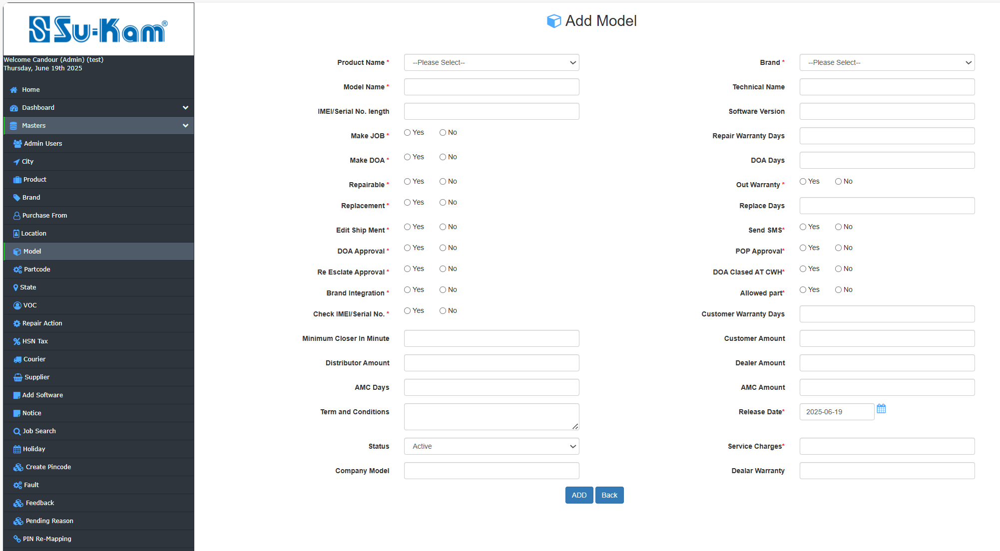 Su-Kam®
Welcome Candour (Admin) (test)
Thursday, June 19th 2025
Home
Dashboard
Masters
Admin Users
City
Product
Brand
Purchase From
Location
Model
Partcode
State
VOC
Repair Action
HSN Tax
Courier
Supplier
Add Software
Notice
Job Search
Holiday
Create Pincode
Fault
Feedback
Pending Reason
PIN Re-Mapping
Add Model
Product Name * --Please Select-- Brand * --Please Select--
Model Name * Technical Name
IMEI/Serial No. length Software Version
Make JOB * Yes No Repair Warranty Days
Make DOA * Yes No DOA Days
Repairable * Yes No Out Warranty * Yes No
Replacement * Yes No Replace Days
Edit Ship Ment * Yes No Send SMS* Yes No
DOA Approval * Yes No POP Approval* Yes No
Re Esclate Approval * Yes No DOA Clased AT CWH* Yes No
Brand Integration * Yes No Allowed part* Yes No
Check IMEI/Serial No. * Yes No Customer Warranty Days
Minimum Closer In Minute Customer Amount
Distributor Amount Dealer Amount
AMC Days AMC Amount
Term and Conditions Release Date* 2025-06-19
Status Active Service Charges*
Company Model Dealar Warranty
ADD Back